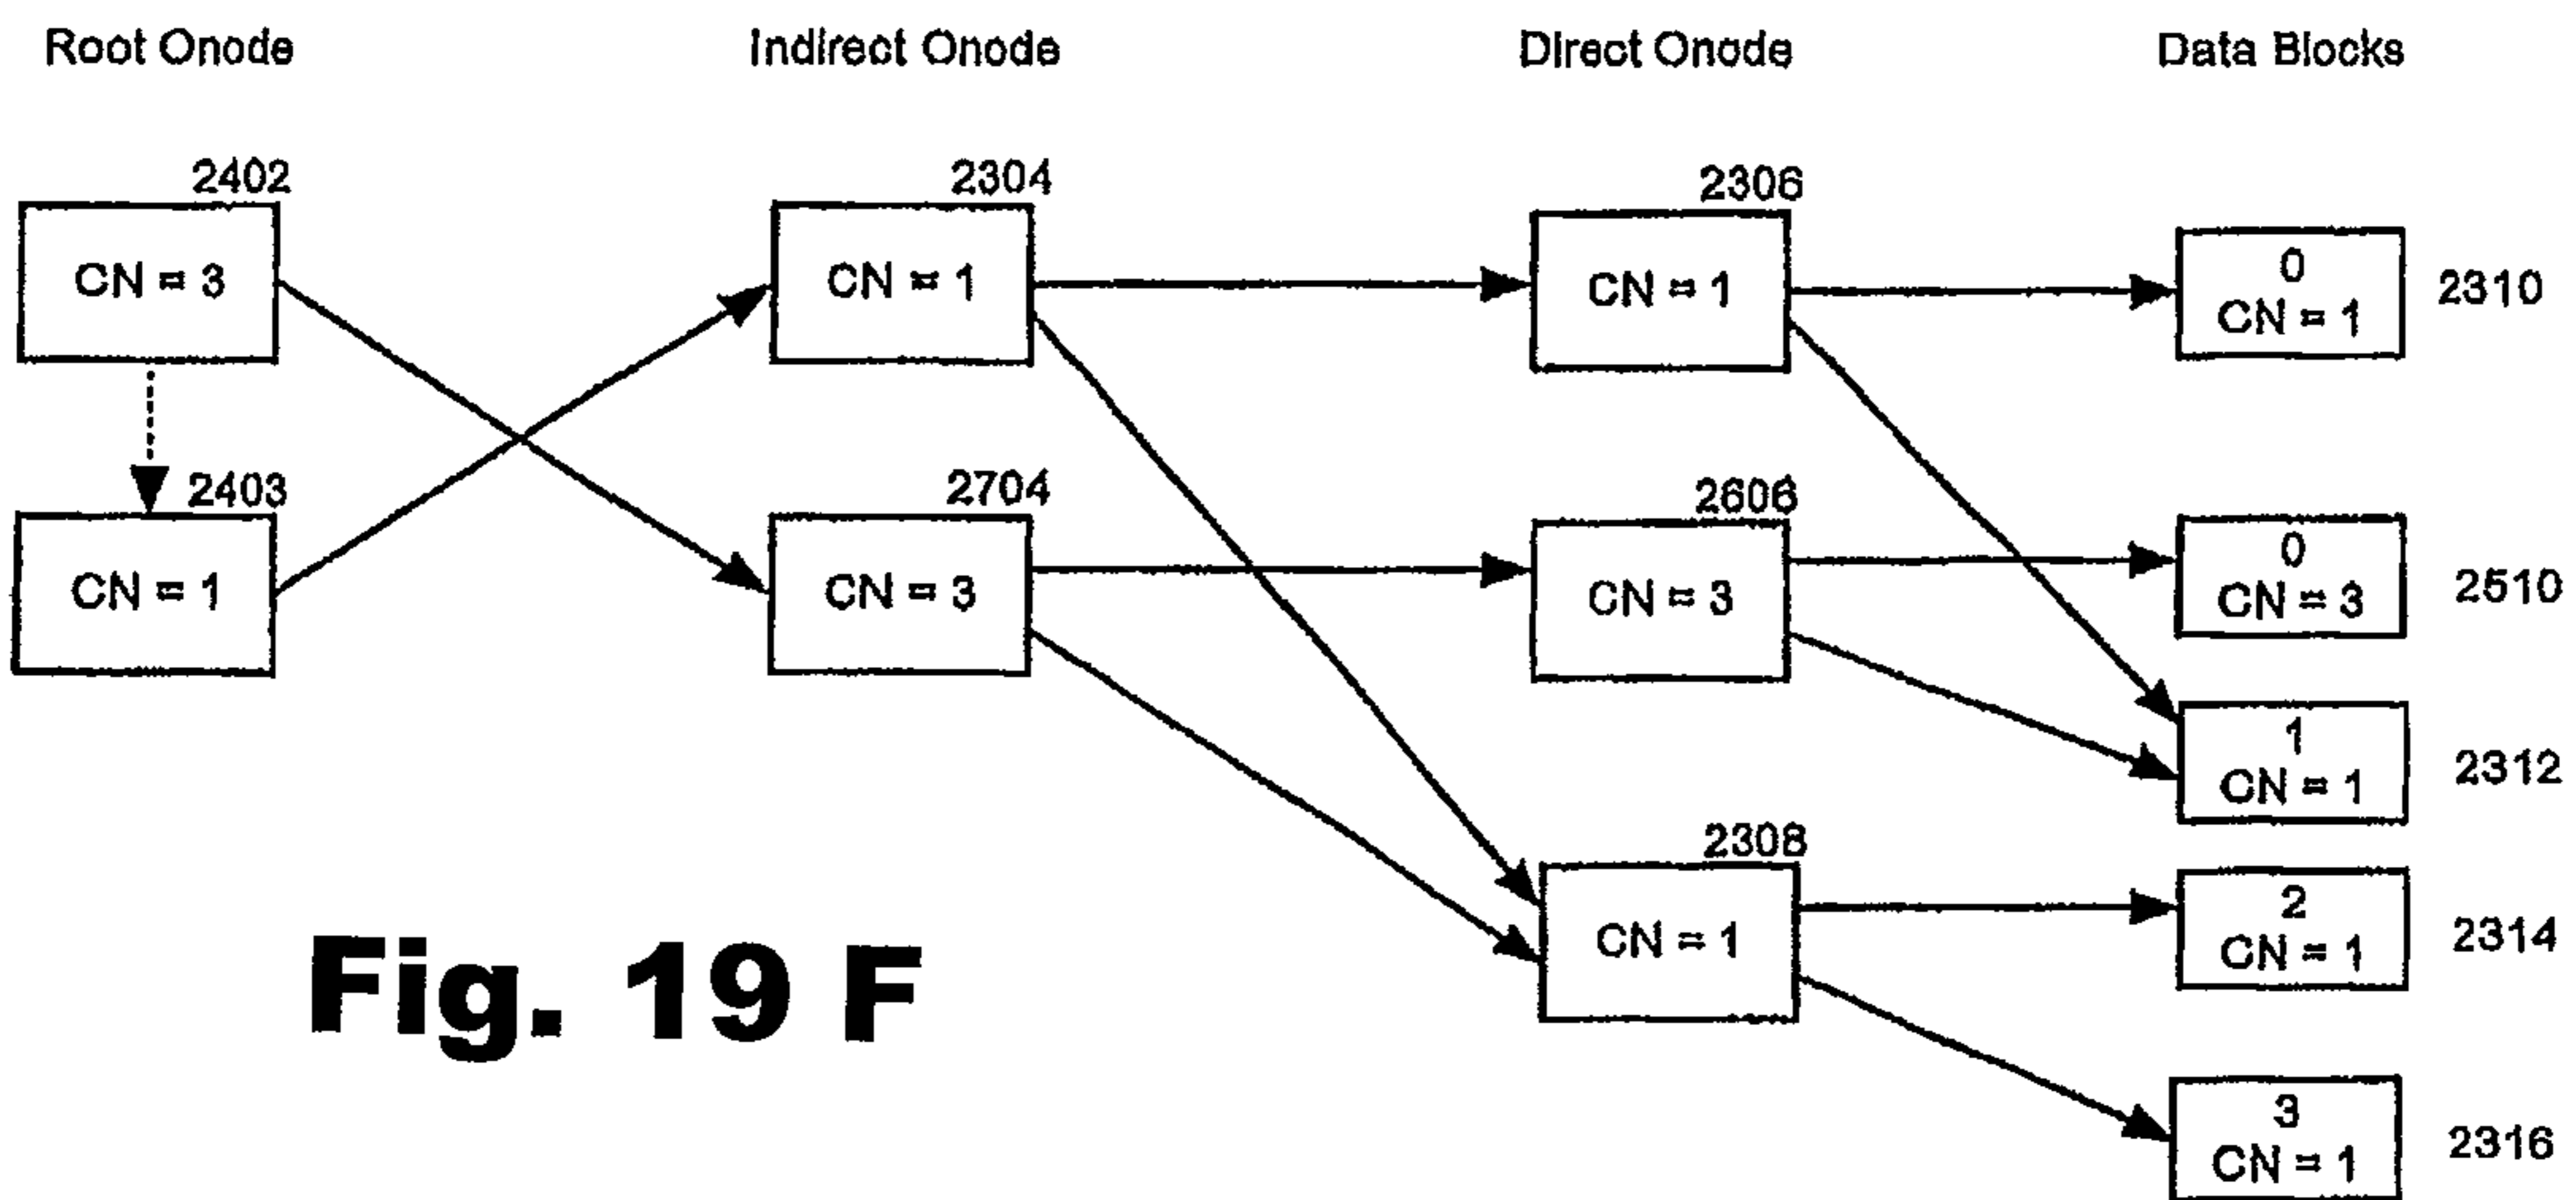 Root Onode
Indirect Onode
Direct Onode
Data Blocks
2402
CN = 3
2304
CN = 1
2306
CN = 1
0
CN = 1
2310
2403
CN = 1
2704
CN = 3
2606
CN = 3
0
CN = 3
2510
1
CN = 1
2312
2308
CN = 1
2
CN = 1
2314
3
CN = 1
2316
Fig. 19 F